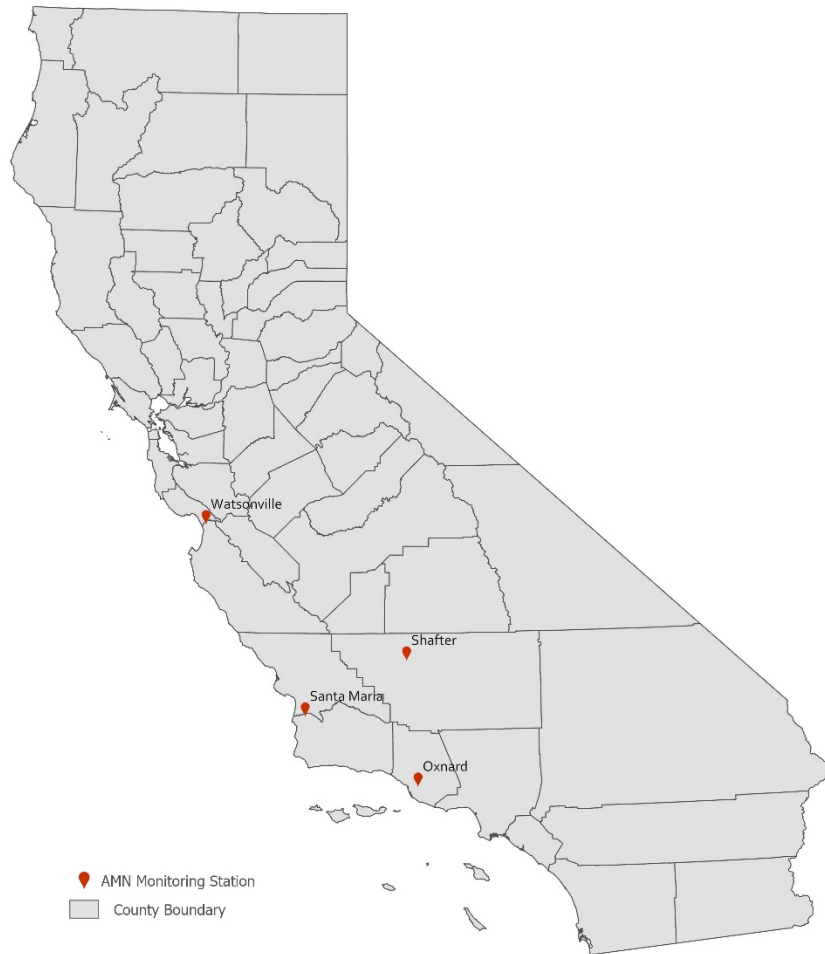 Watsonville
Shafter
Santa Maria
Oxnard
AMN Monitoring Station
County Boundary